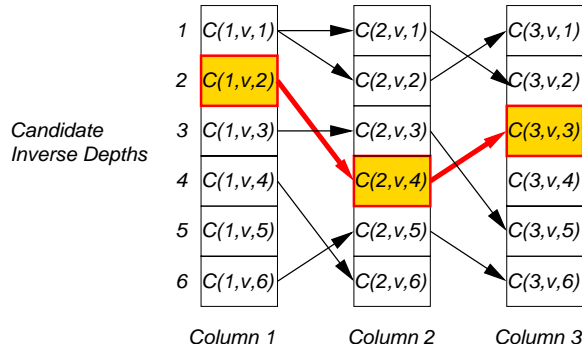 1 C(1,v,1) C(2,v,1) C(3,v,1)
2 C(1,v,2) C(2,v,2) C(3,v,2)
3 C(1,v,3) C(2,v,3) C(3,v,3)
Candidate
Inverse Depths
4 C(1,v,4) C(2,v,4) C(3,v,4)
5 C(1,v,5) C(2,v,5) C(3,v,5)
6 C(1,v,6) C(2,v,6) C(3,v,6)
Column 1 Column 2 Column 3